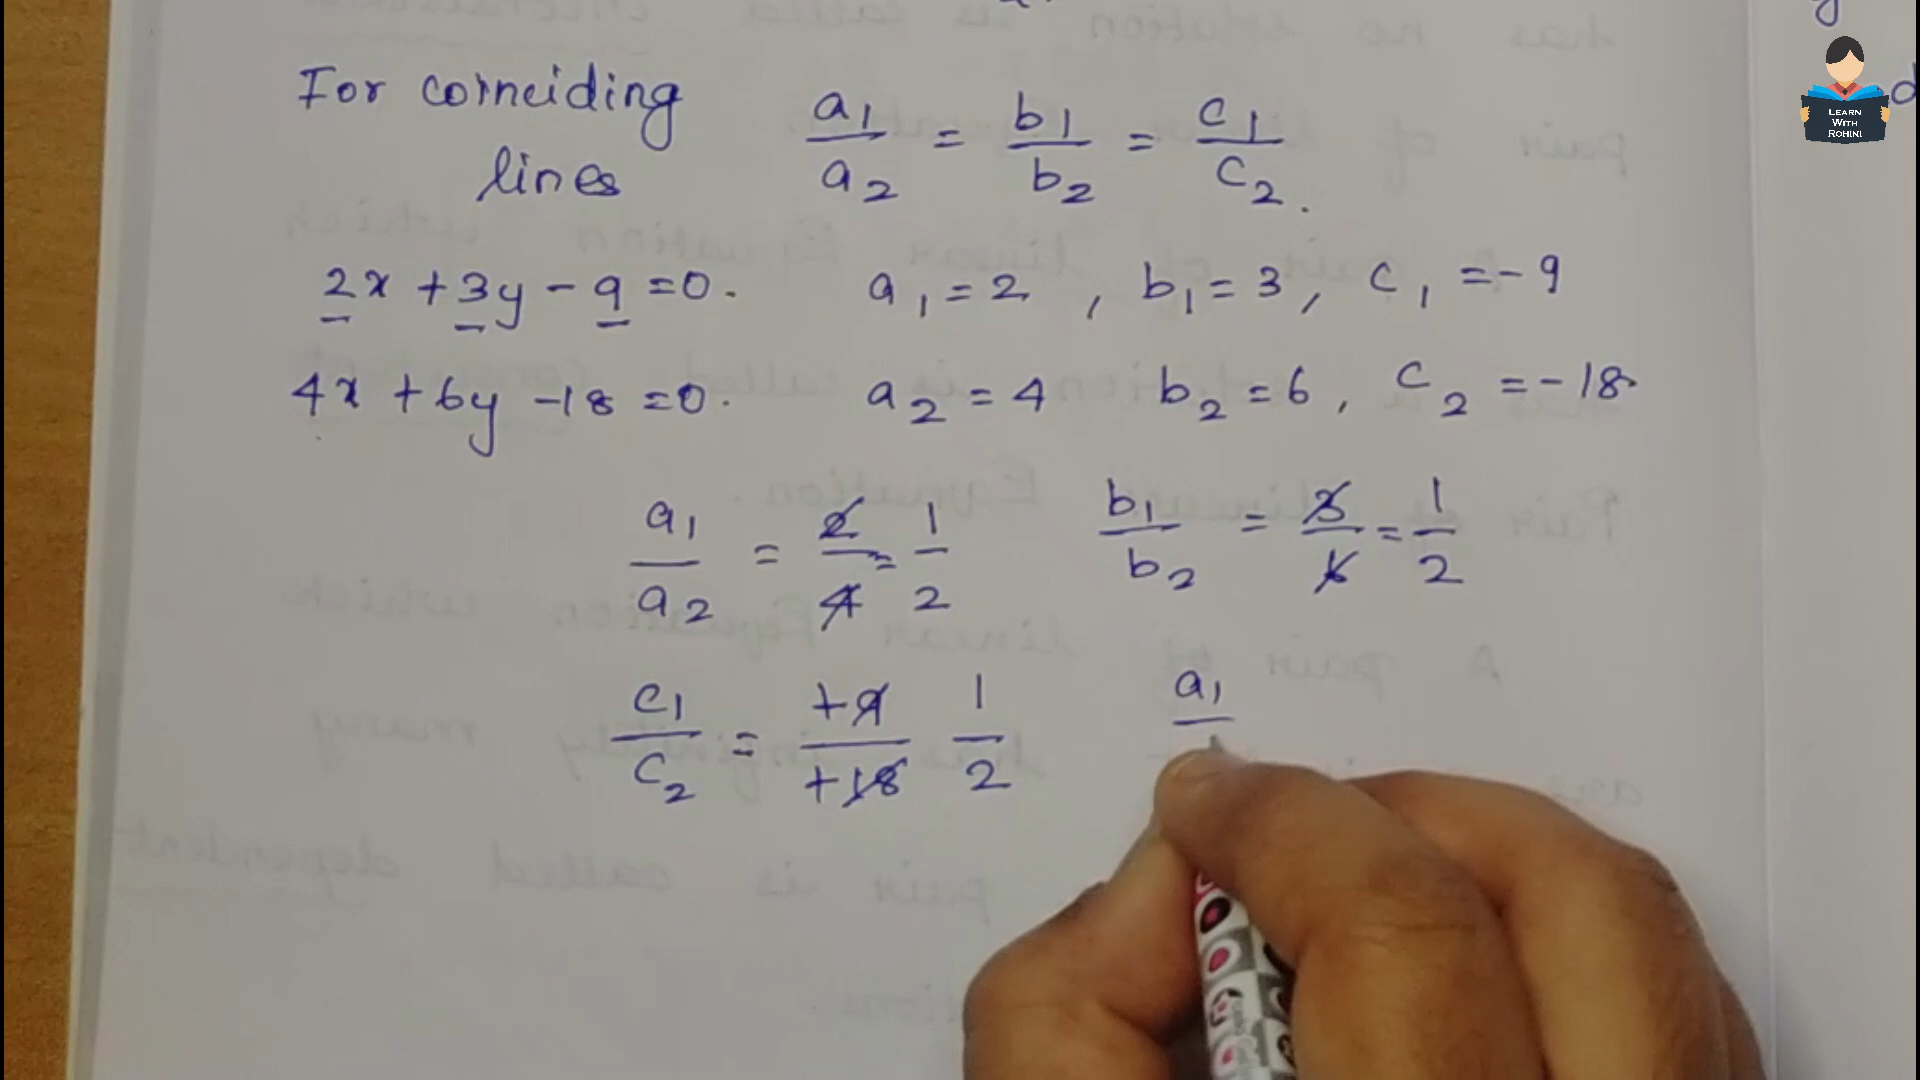 For coinciding lines
a1/a2 = b1/b2 = c1/c2.
2x + 3y - 9 = 0. a1 = 2, b1 = 3, c1 = -9
4x + 6y - 18 = 0. a2 = 4 b2 = 6, c2 = -18
a1/a2 = 2/4 = 1/2 b1/b2 = 3/6 = 1/2
c1/c2 = +9/+18 1/2 a1
LEARN
WITH
ROHINI